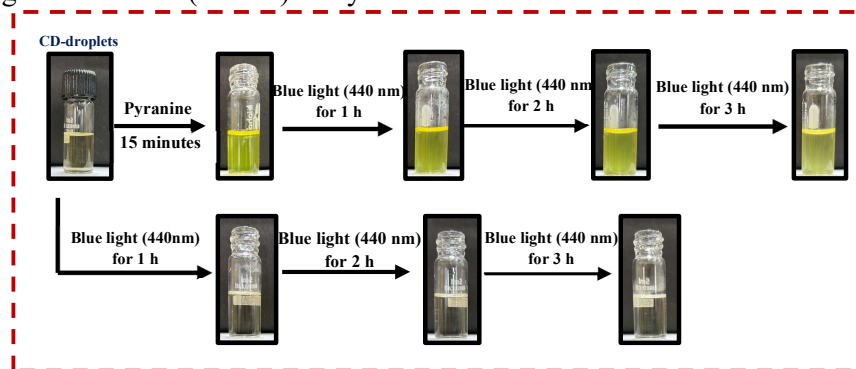 CD-droplets
Pyranine
15 minutes
Blue light (440 nm)
for 1 h
Blue light (440 nm
for 2 h
Blue light (440 nm)
for 3 h
Blue light (440nm)
for 1 h
Blue light (440 nm)
for 2 h
Blue light (440 nm)
for 3 h